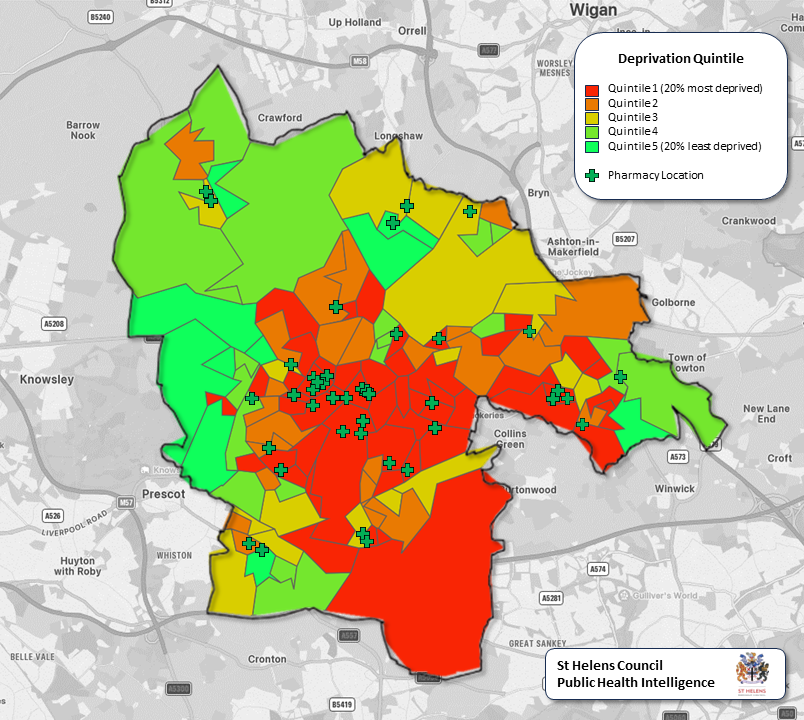 B5312
B5240
Wigan
Up Holland
Orrell
A577
M58
WORSLEY
MESNES
Deprivation Quintile
Quintile 1 (20% most deprived)
Quintile 2
Quintile 3
Quintile 4
Quintile 5 (20% least deprived)
Pharmacy Location
Crawford
Barrow
Nook
Longshaw
Bryn
Crankwood
Ashton-in-
Makerfield
B5207
Golborne
A5208
Town of
Lowton
Knowsley
New Lane
End
Collins
Green
A573
Croft
Prescot
M57
Winwick
A526
LIVERPOOL ROAD
WHISTON
Huyton
with Roby
A574
Gulliver's World
A5281
A557
GREAT SANKEY
BELLE VALE
Cronton
St Helens Council
Public Health Intelligence
ST HELENS
A5300
B5419